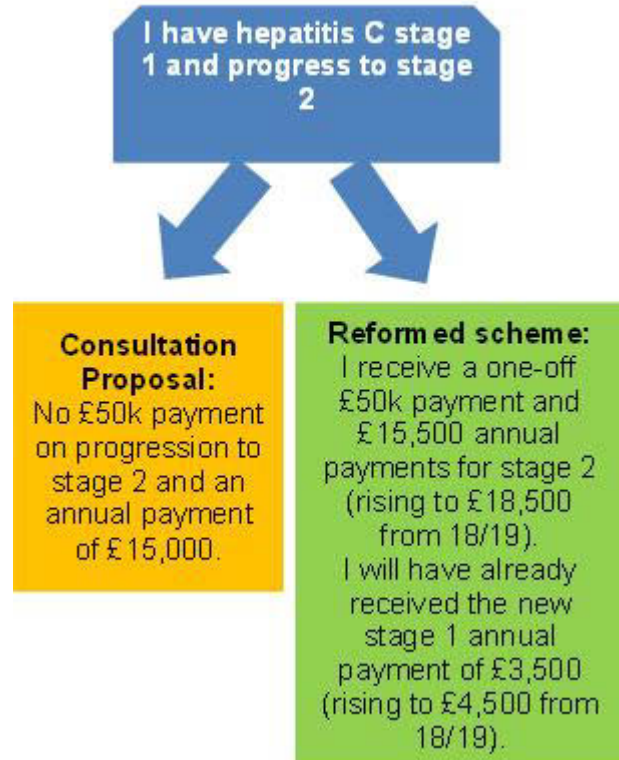 I have hepatitis C stage
1 and progress to stage
2
Consultation
Proposal:
No £50k payment
on progression to
stage 2 and an
annual payment
of £15,000.
Reformed scheme:
I receive a one-off
£50k payment and
£15,500 annual
payments for stage 2
(rising to £18,500
from 18/19).
I will have already
received the new
stage 1 annual
payment of £3,500
(rising to £4,500 from
18/19).